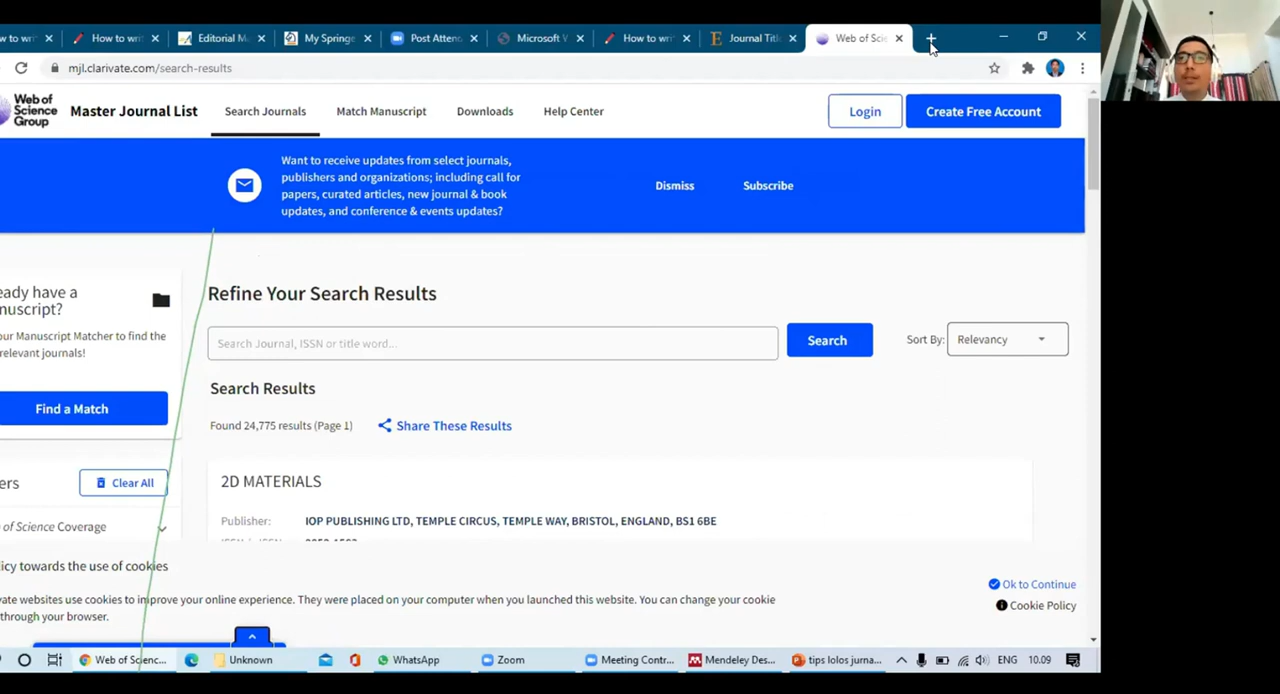 ow to wri
How to wri
Editorial M
My Springe
Post Attend
Microsoft V
How to wri
Journal Title
Web of Scie
mjl.clarivate.com/search-results
Web of Science Group
Master Journal List
Search Journals
Match Manuscript
Downloads
Help Center
Login
Create Free Account
Want to receive updates from select journals,
publishers and organizations; including call for
papers, curated articles, new journal & book
updates, and conference & events updates?
Dismiss
Subscribe
eady have a
nuscript?
our Manuscript Matcher to find the
relevant journals!
Find a Match
Refine Your Search Results
Search Journal, ISSN or title word...
Search
Sort By:
Relevancy
Search Results
Found 24,775 results (Page 1)
Share These Results
ers
Clear All
of Science Coverage
2D MATERIALS
Publisher:
IOP PUBLISHING LTD, TEMPLE CIRCUS, TEMPLE WAY, BRISTOL, ENGLAND, BS1 6BE
icy towards the use of cookies
vate websites use cookies to improve your online experience. They were placed on your computer when you launched this website. You can change your cookie
through your browser.
Ok to Continue
Cookie Policy
Web of Scienc...
Unknown
WhatsApp
Zoom
Meeting Contr...
Mendeley Des...
tips lolos jurna...
ENG
10.09